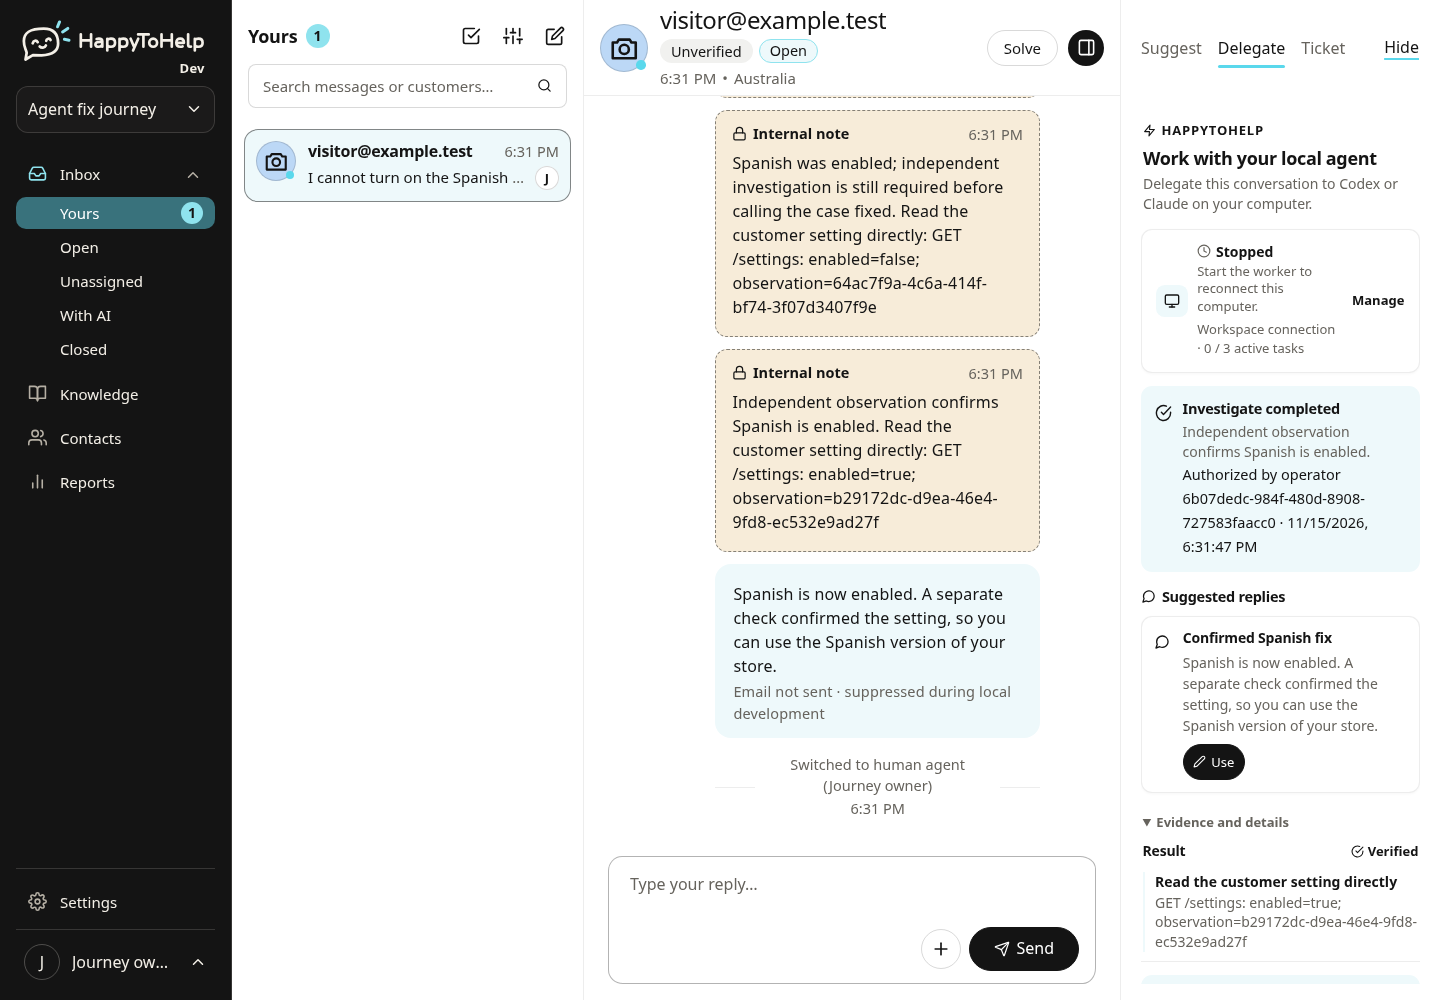 HappyToHelp
Dev
Agent fix journey
Inbox
Yours 1
Open
Unassigned
With AI
Closed
Knowledge
Contacts
Reports
Settings
J Journey ow...
Yours 1
Search messages or customers...
visitor@example.test 6:31 PM
I cannot turn on the Spanish ... J
visitor@example.test
Unverified Open
6:31 PM • Australia
Solve
Internal note 6:31 PM
Spanish was enabled; independent
investigation is still required before
calling the case fixed. Read the
customer setting directly: GET
/settings: enabled=false;
observation=64ac7f9a-4c6a-414f-
bf74-3f07d3407f9e
Internal note 6:31 PM
Independent observation confirms
Spanish is enabled. Read the
customer setting directly: GET
/settings: enabled=true;
observation=b29172dc-d9ea-46e4-
9fd8-ec532e9ad27f
Spanish is now enabled. A separate
check confirmed the setting, so you
can use the Spanish version of your
store.
Email not sent · suppressed during local
development
Switched to human agent
(Journey owner)
6:31 PM
Type your reply...
Send
Suggest Delegate Ticket Hide
HAPPYTOHELP
Work with your local agent
Delegate this conversation to Codex or
Claude on your computer.
Stopped
Start the worker to
reconnect this
computer.
Workspace connection
· 0 / 3 active tasks
Manage
Investigate completed
Independent observation
confirms Spanish is enabled.
Authorized by operator
6b07dedc-984f-480d-8908-
727583faacc0 · 11/15/2026,
6:31:47 PM
Suggested replies
Confirmed Spanish fix
Spanish is now enabled. A
separate check confirmed the
setting, so you can use the
Spanish version of your store.
Use
▼ Evidence and details
Result Verified
Read the customer setting directly
GET /settings: enabled=true;
observation=b29172dc-d9ea-46e4-9fd8-
ec532e9ad27f